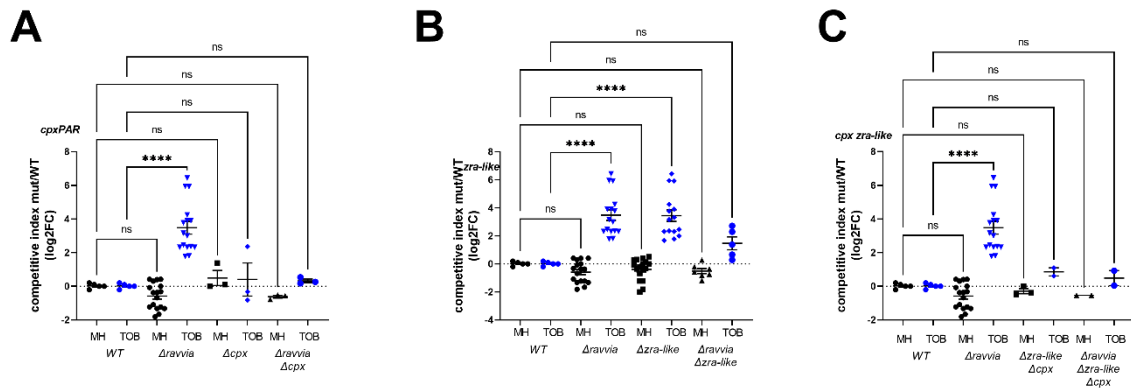 A
ns
ns
ns
cpxPAR
ns
****
ns
competitive index mut/WT
(log2FC)
8
6
4
2
0
-2
MH TOB MH TOB MH TOB MH TOB
WT Δravvia Δcpx Δravvia
Δcpx
B
ns
ns
****
ns
****
zra-like
ns
competitive index mut/WT
(log2FC)
8
6
4
2
0
-2
-4
MH TOB MH TOB MH TOB MH TOB
WT Δravvia Δzra-like Δravvia
Δzra-like
C
ns
ns
ns
cpx zra-like
ns
****
ns
competitive index mut/WT
(log2FC)
8
6
4
2
0
-2
MH TOB MH TOB MH TOB MH TOB
WT Δravvia Δzra-like Δravvia
Δcpx Δzra-like
Δcpx